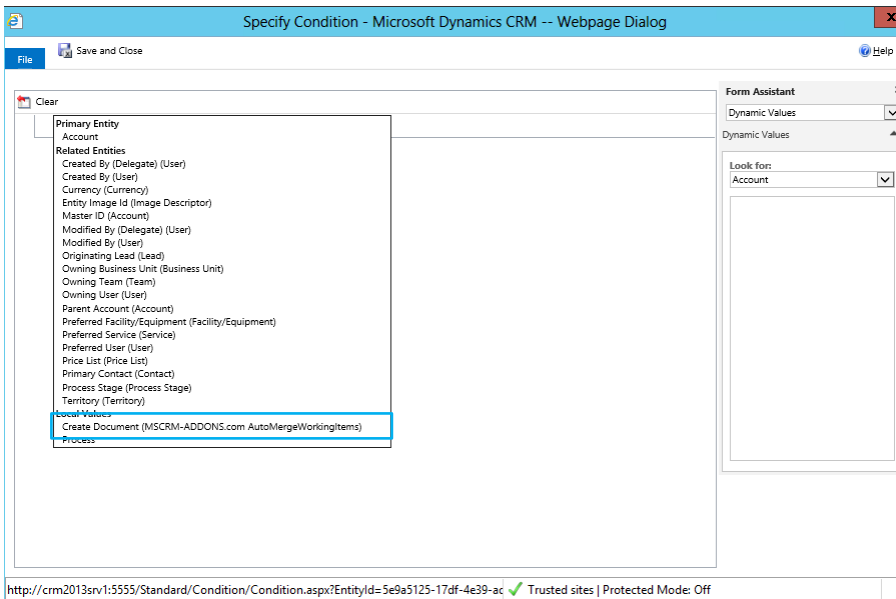 Specify Condition - Microsoft Dynamics CRM -- Webpage Dialog
x
File
Save and Close
Help
Clear
Primary Entity
Account
Related Entities
Created By (Delegate) (User)
Created By (User)
Currency (Currency)
Entity Image Id (Image Descriptor)
Master ID (Account)
Modified By (Delegate) (User)
Modified By (User)
Originating Lead (Lead)
Owning Business Unit (Business Unit)
Owning Team (Team)
Owning User (User)
Parent Account (Account)
Preferred Facility/Equipment (Facility/Equipment)
Preferred Service (Service)
Preferred User (User)
Price List (Price List)
Primary Contact (Contact)
Process Stage (Process Stage)
Territory (Territory)
Local Values
Create Document (MSCRM-ADDONS.com AutoMergeWorkingItems)
Process
Form Assistant
Dynamic Values
Dynamic Values
Look for:
Account
http://crm2013srv1:5555/Standard/Condition/Condition.aspx?EntityId=5e9a5125-17df-4e39-ac
Trusted sites | Protected Mode: Off